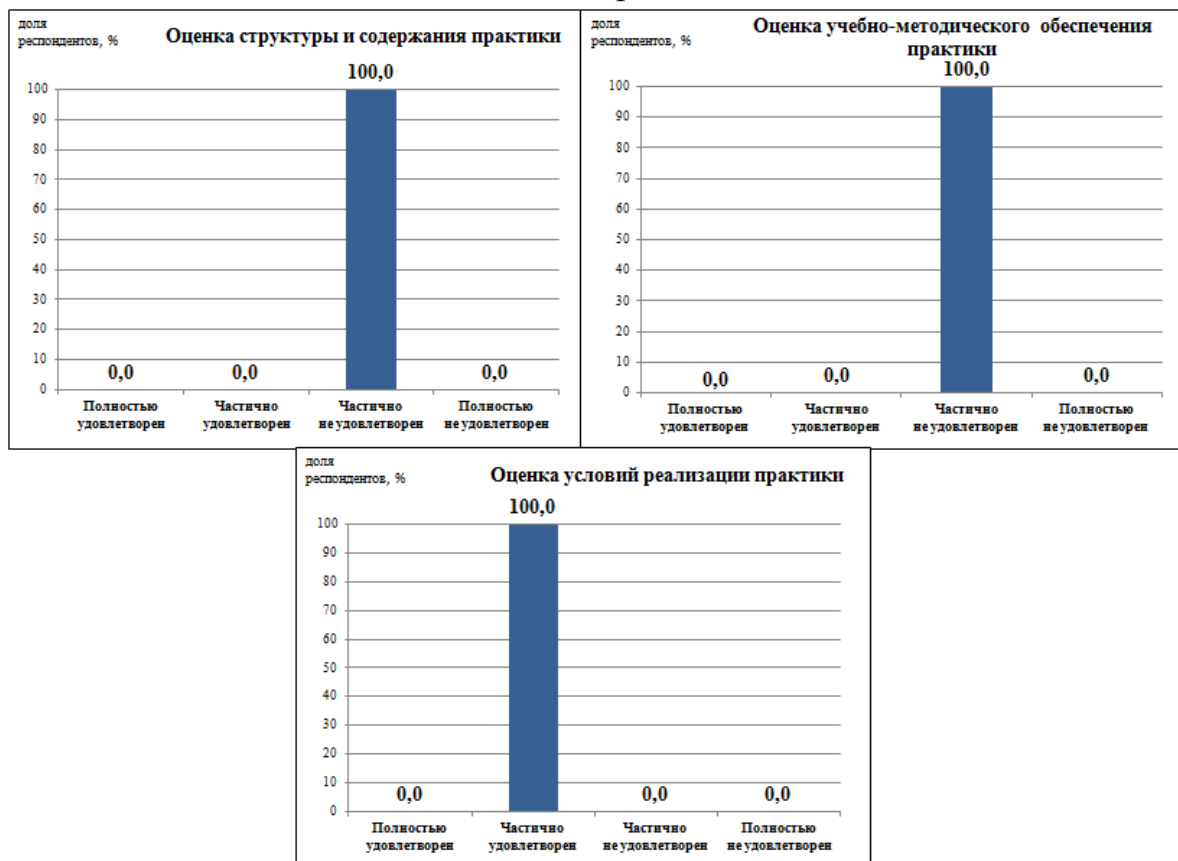 доля
респондентов, %
Оценка структуры и содержания практики
100,0
100
90
80
70
60
50
40
30
20
10
0
0,0
0,0
0,0
Полностью
удовлетворен
Частично
удовлетворен
Частично
не удовлетворен
Полностью
не удовлетворен
доля
респондентов, %
Оценка учебно-методического обеспечения
практики
100,0
100
90
80
70
60
50
40
30
20
10
0
0,0
0,0
0,0
Полностью
удовлетворен
Частично
удовлетворен
Частично
не удовлетворен
Полностью
не удовлетворен
доля
респондентов, %
Оценка условий реализации практики
100,0
100
90
80
70
60
50
40
30
20
10
0
0,0
0,0
0,0
Полностью
удовлетворен
Частично
удовлетворен
Частично
не удовлетворен
Полностью
не удовлетворен